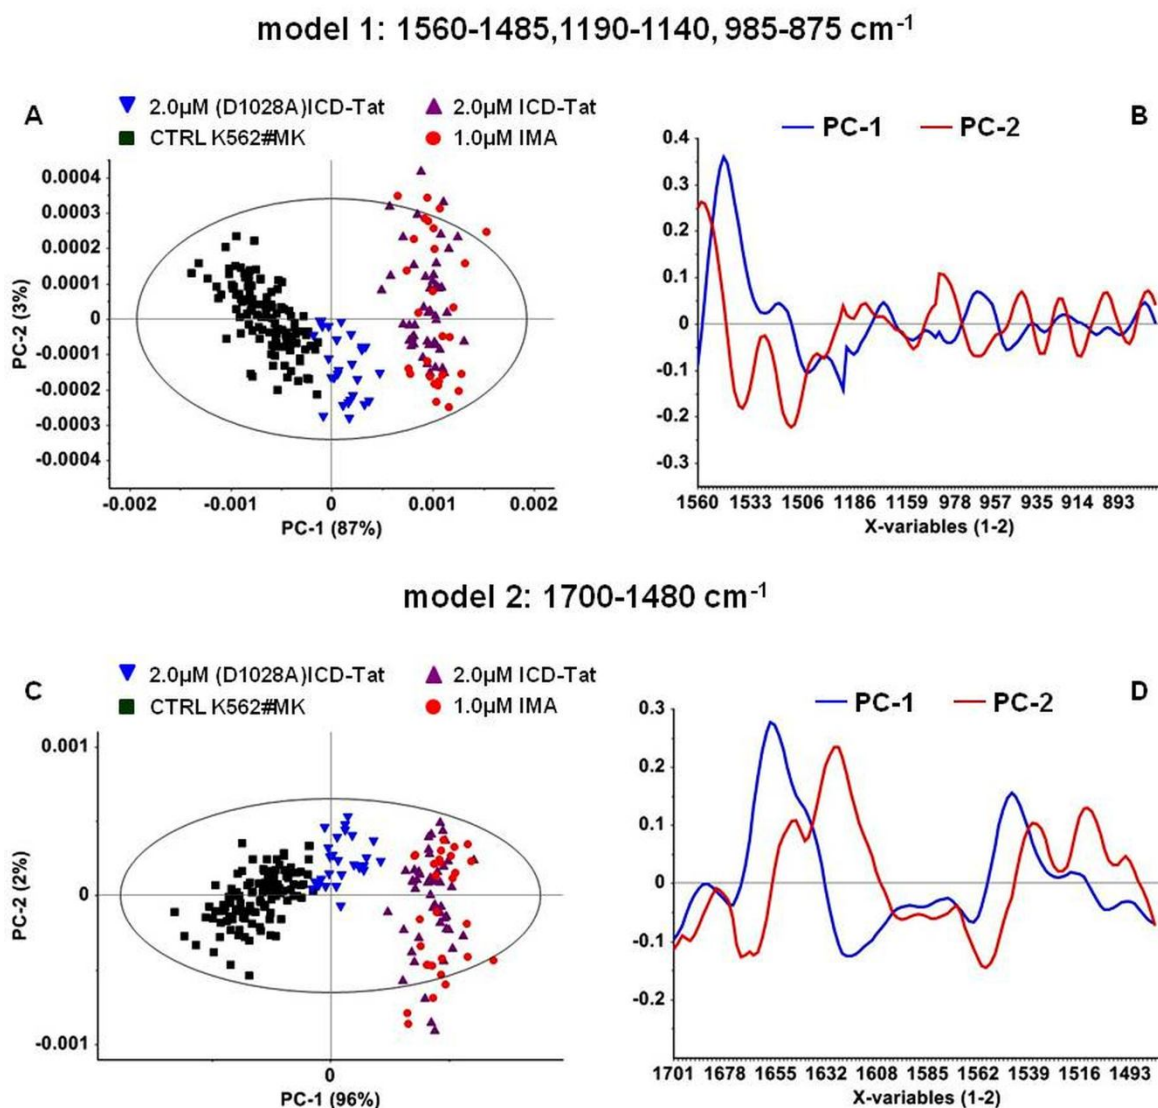 model 1: 1560-1485,1190-1140, 985-875 cm⁻¹
A
2.0µM (D1028A)ICD-Tat
2.0µM ICD-Tat
CTRL K562#MK
1.0µM IMA
0.0004
0.0003
0.0002
0.0001
0
-0.0001
-0.0002
-0.0003
-0.0004
PC-2 (3%)
-0.002 -0.001 0 0.001 0.002
PC-1 (87%)
B
PC-1 PC-2
0.4
0.3
0.2
0.1
0
-0.1
-0.2
-0.3
1560 1533 1506 1186 1159 978 957 935 914 893
X-variables (1-2)
model 2: 1700-1480 cm⁻¹
C
2.0µM (D1028A)ICD-Tat
2.0µM ICD-Tat
CTRL K562#MK
1.0µM IMA
0.001
0
-0.001
PC-2 (2%)
0
PC-1 (96%)
D
PC-1 PC-2
0.3
0.2
0.1
0
-0.1
-0.2
1701 1678 1655 1632 1608 1585 1562 1539 1516 1493
X-variables (1-2)